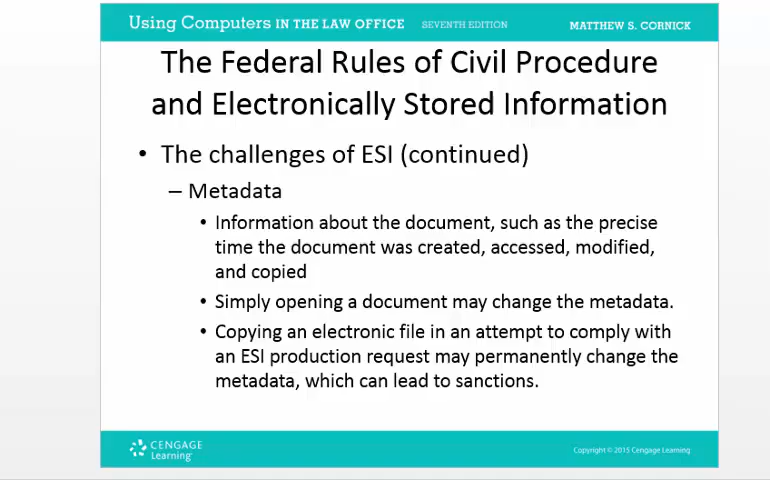 Using Computers IN THE LAW OFFICE SEVENTH EDITION MATTHEW S. CORNICK
The Federal Rules of Civil Procedure
and Electronically Stored Information
• The challenges of ESI (continued)
– Metadata
• Information about the document, such as the precise
time the document was created, accessed, modified,
and copied
• Simply opening a document may change the metadata.
• Copying an electronic file in an attempt to comply with
an ESI production request may permanently change the
metadata, which can lead to sanctions.
CENGAGE
Learning™
Copyright © 2015 Cengage Learning